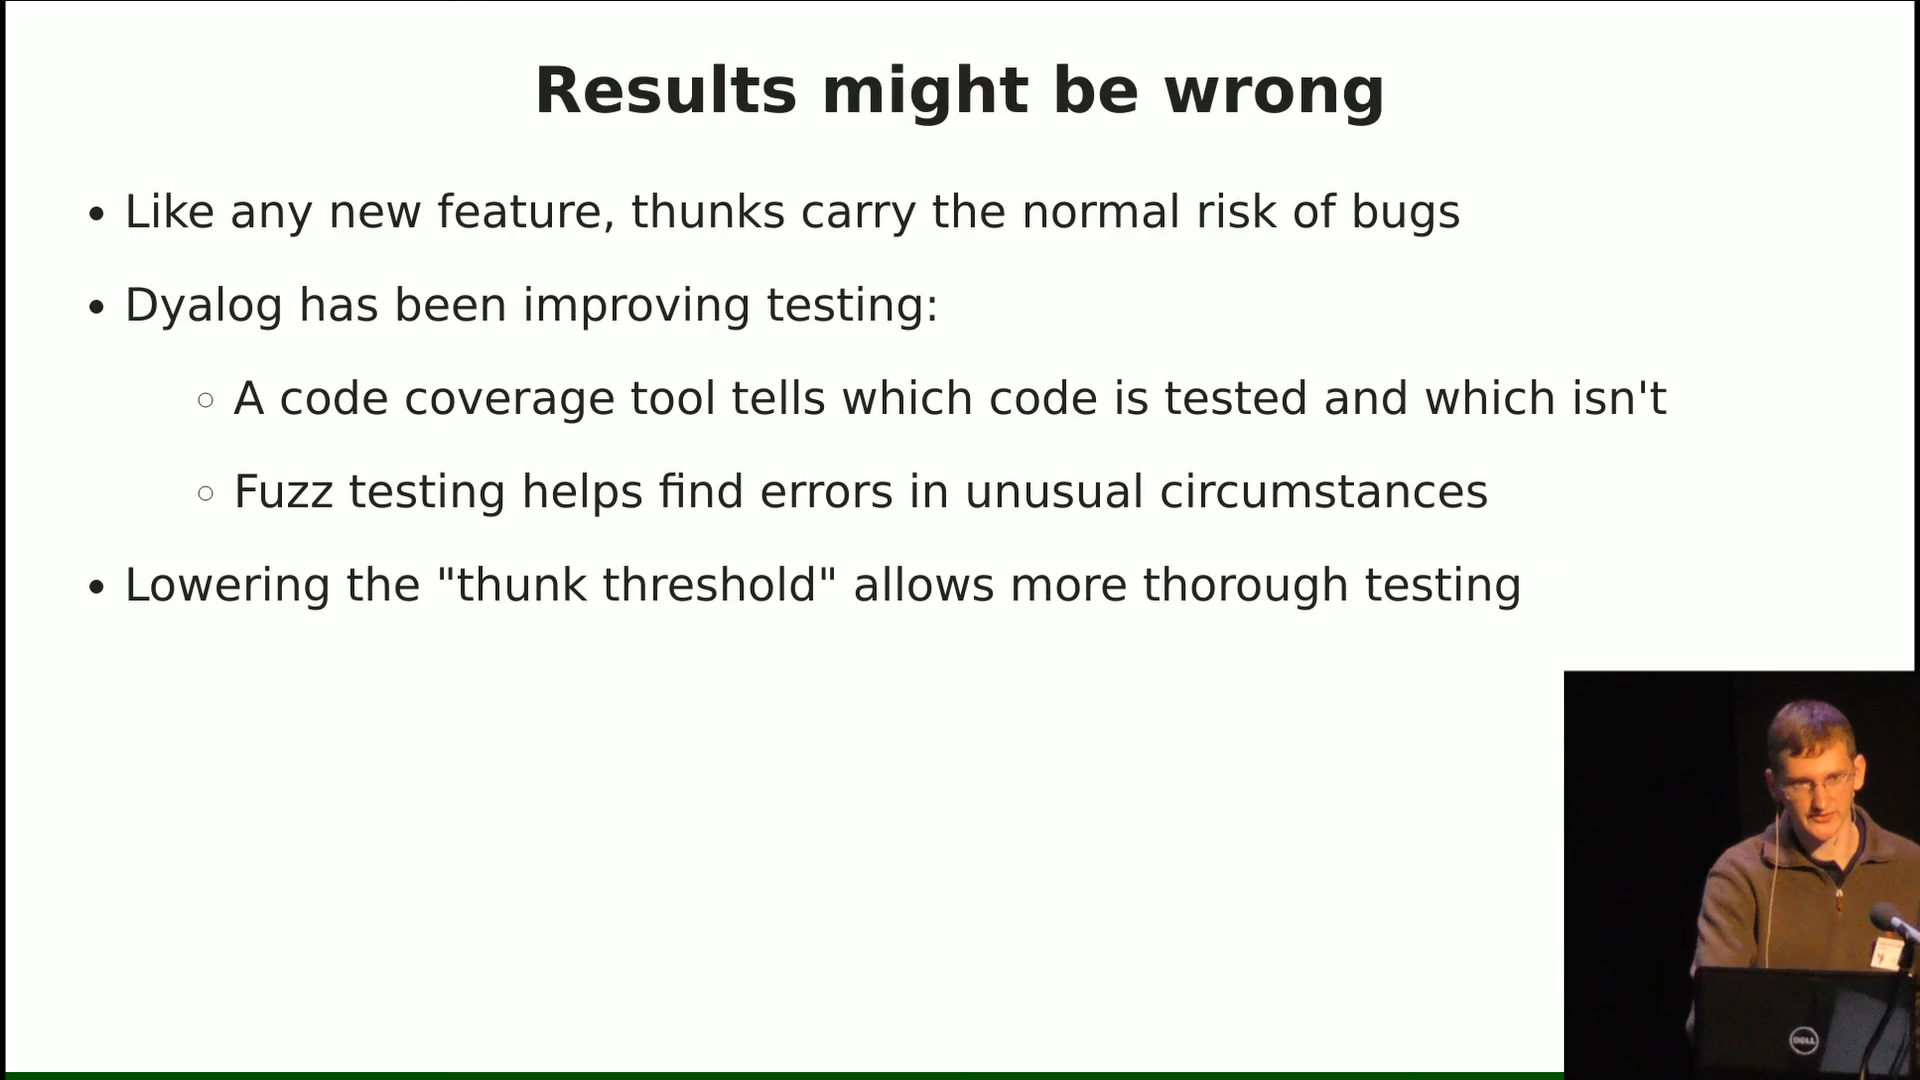 Results might be wrong
• Like any new feature, thunks carry the normal risk of bugs
• Dyalog has been improving testing:
◦ A code coverage tool tells which code is tested and which isn't
◦ Fuzz testing helps find errors in unusual circumstances
• Lowering the "thunk threshold" allows more thorough testing
DELL